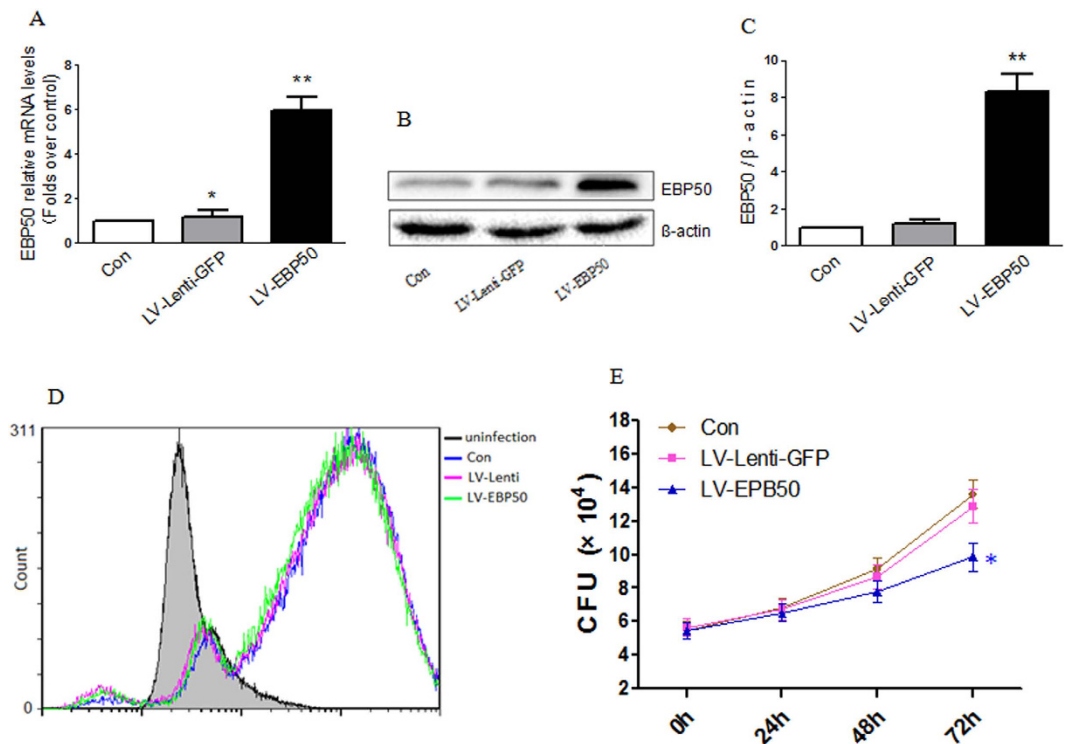 A
EBP50 relative mRNA levels
(Folds over control)
8
6
4
2
0
*
**
Con
LV-Lenti-GFP
LV-EBP50
B
EBP50
ß-actin
Con
LV-Lenti-GFP
LV-EBP50
C
EBP50 / β - actin
10
8
6
4
2
0
**
Con
LV-Lenti-GFP
LV-EBP50
D
311
Count
0
uninfection
Con
LV-Lenti
LV-EBP50
E
CFU (× 10⁴)
18
16
14
12
10
8
6
4
2
Con
LV-Lenti-GFP
LV-EPB50
*
0h
24h
48h
72h